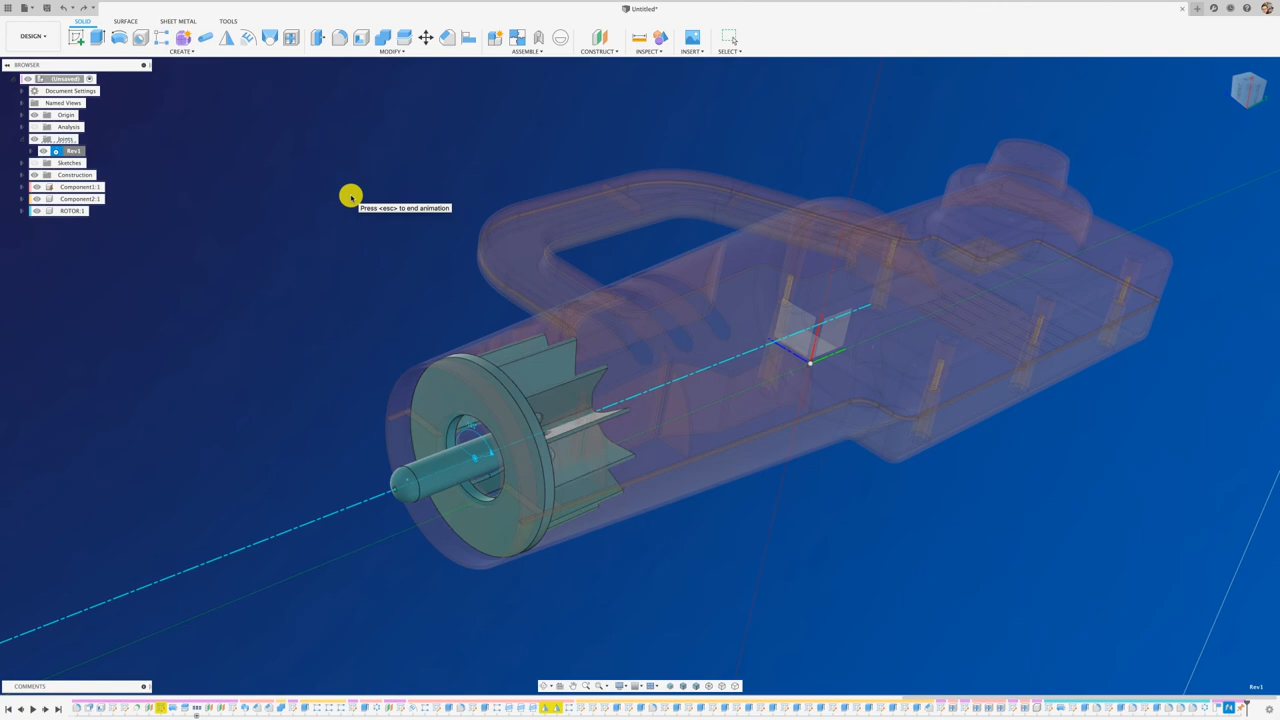 Untitled*
DESIGN
SOLID
SURFACE
SHEET METAL
TOOLS
CREATE
MODIFY
ASSEMBLE
CONSTRUCT
INSPECT
INSERT
SELECT
BROWSER
(Unsaved)
Document Settings
Named Views
Origin
Analysis
Joints
Rev1
Sketches
Construction
Component1:1
Component2:1
ROTOR:1
Press <esc> to end animation
COMMENTS
Rev1